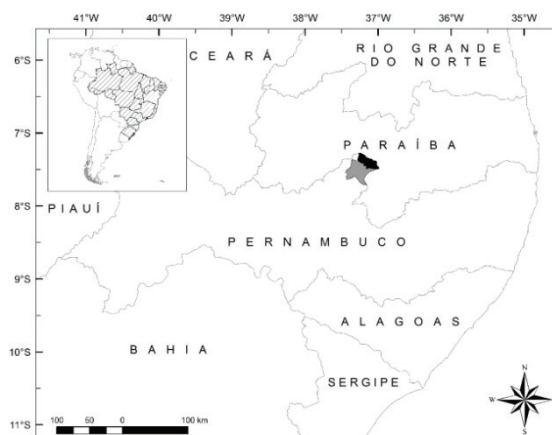 41°W 40°W 39°W 38°W 37°W 36°W 35°W
6°S
7°S
8°S
9°S
10°S
11°S
CEARÁ
RIO GRANDE
DO NORTE
PARAÍBA
PIAUÍ
PERNAMBUCO
ALAGOAS
BAHIA
SERGIPE
100 50 0 100 km
N
W
E
S